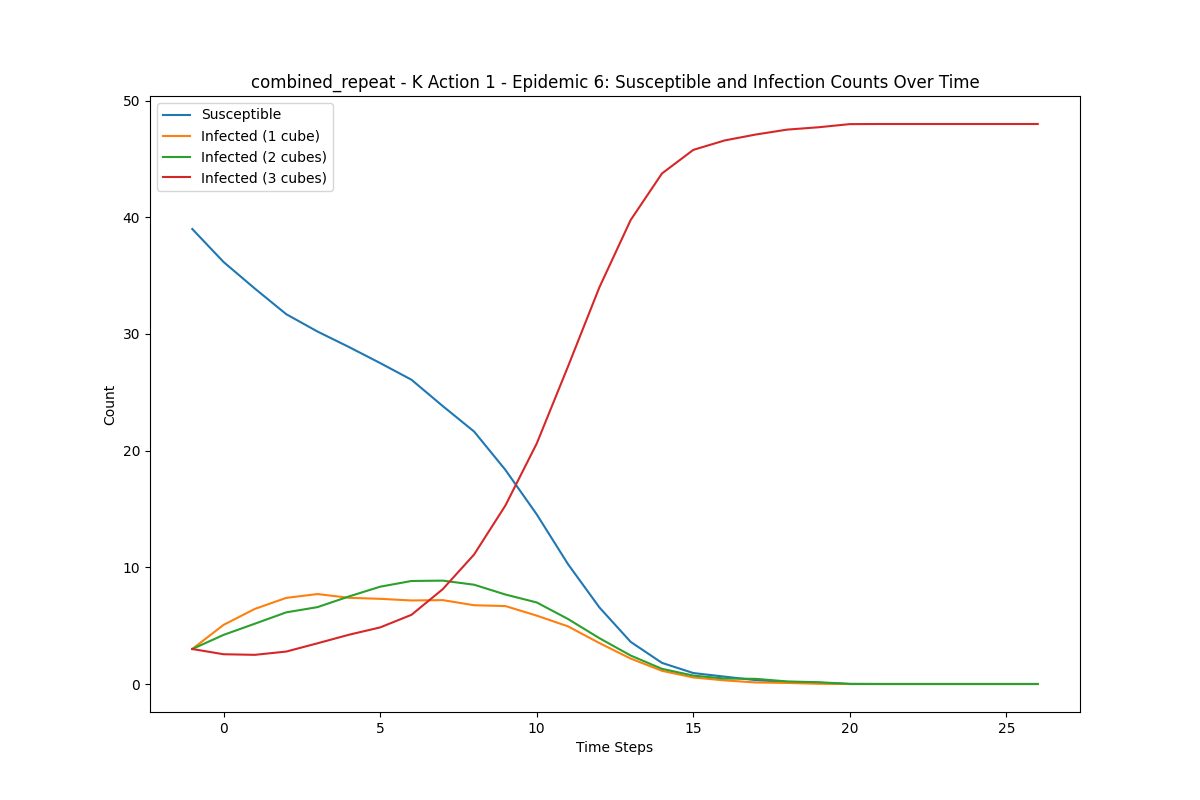 combined_repeat - K Action 1 - Epidemic 6: Susceptible and Infection Counts Over Time
50
40
30
20
10
0
Count
Susceptible
Infected (1 cube)
Infected (2 cubes)
Infected (3 cubes)
0 5 10 15 20 25
Time Steps